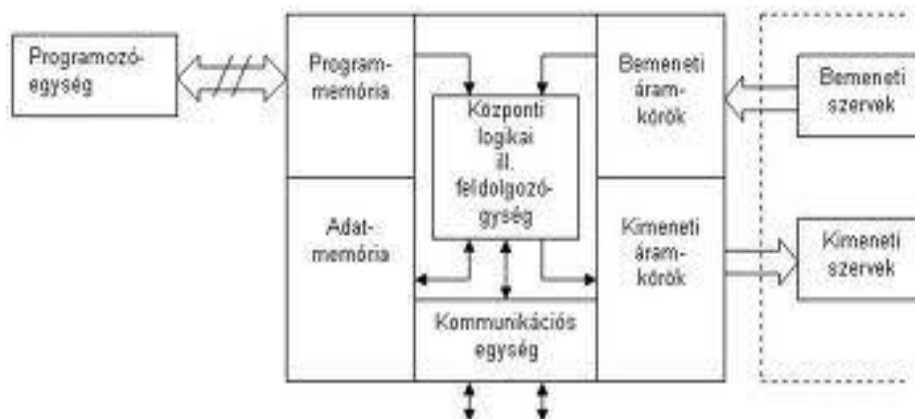 Programozó-
egység
Program-
memória
Központi
logikai
ill.
feldolgozó-
gység
Bemeneti
áram-
körök
Bemeneti
szervek
Adat-
memória
Kimeneti
áram-
körök
Kimeneti
szervek
Kommunikációs
egység